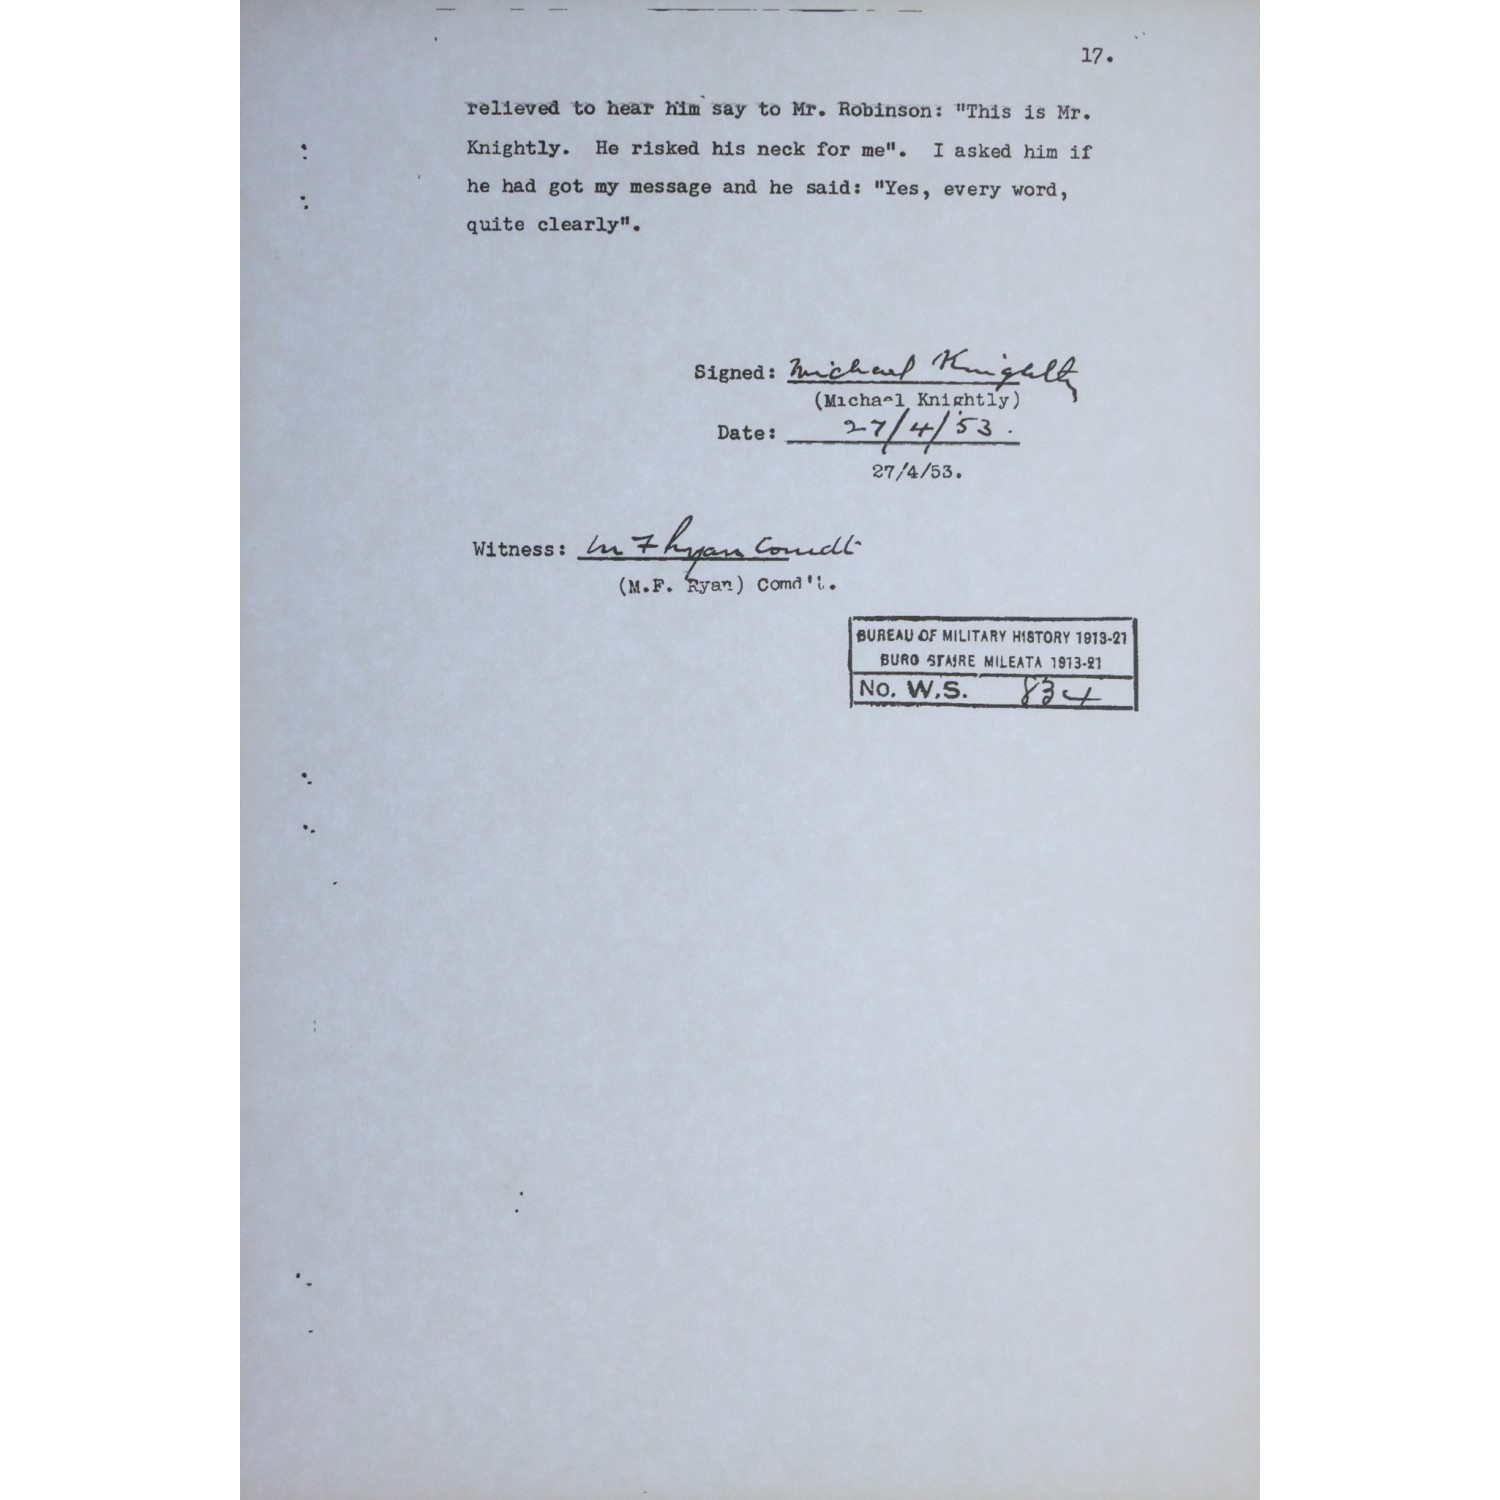 17.
relieved to hear him say to Mr. Robinson: "This is Mr.
Knightly. He risked his neck for me". I asked him if
he had got my message and he said: "Yes, every word,
quite clearly".
Signed: Michael Knightly
(Michael Knightly)
Date: 27/4/53.
27/4/53.
Witness: M F Ryan Comdt
(M.F. Ryan) Comd't.
BUREAU OF MILITARY HISTORY 1913-21
BURO STAIRE MILEATA 1913-21
No. W.S. 834